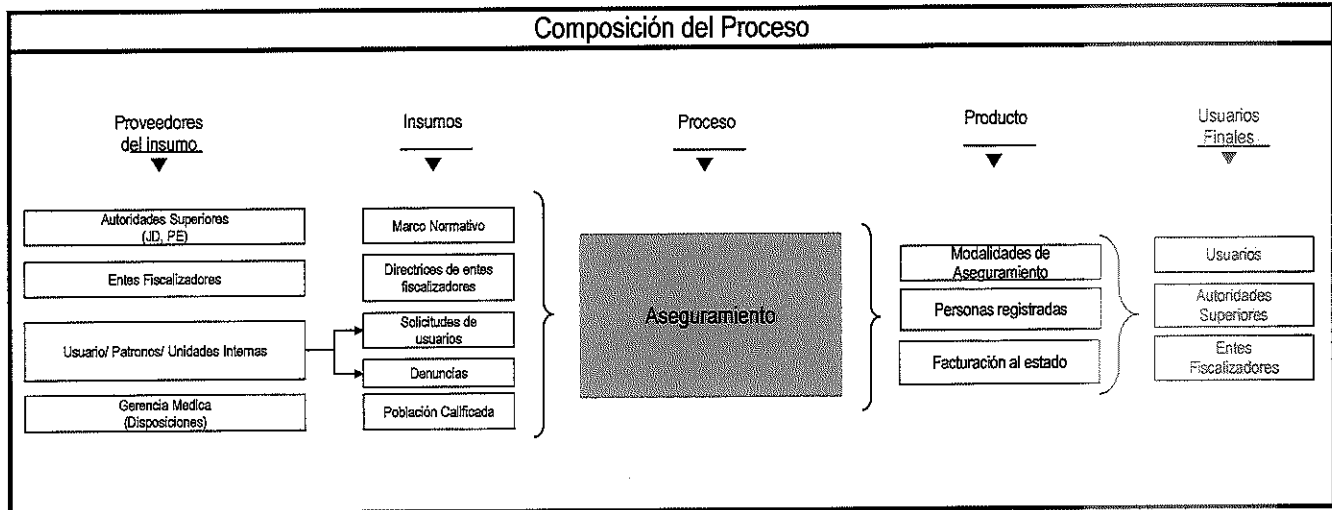 Composición del Proceso
Proveedores
del insumo
Insumos
Proceso
Producto
Usuarios
Finales
Autoridades Superiores
(JD, PE)
Entes Fiscalizadores
Usuario/ Patronos/ Unidades Internas
Gerencia Medica
(Disposiciones)
Marco Normativo
Directrices de entes
fiscalizadores
Solicitudes de
usuarios
Denuncias
Población Calificada
Aseguramiento
Modalidades de
Aseguramiento
Personas registradas
Facturación al estado
Usuarios
Autoridades
Superiores
Entes
Fiscalizadores